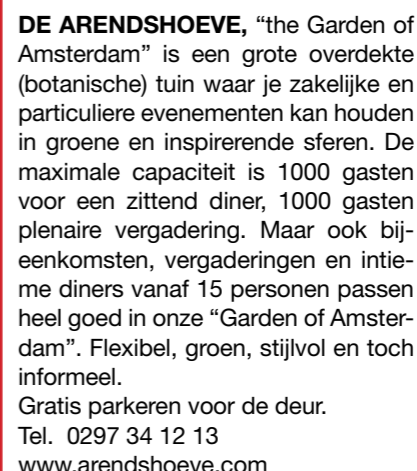 DE ARENDSHOEVE, “the Garden of
Amsterdam” is een grote overdekte
(botanische) tuin waar je zakelijke en
particuliere evenementen kan houden
in groene en inspirerende sferen. De
maximale capaciteit is 1000 gasten
voor een zittend diner, 1000 gasten
plenaire vergadering. Maar ook bij-
eenkomsten, vergaderingen en intie-
me diners vanaf 15 personen passen
heel goed in onze “Garden of Amster-
dam”. Flexibel, groen, stijlvol en toch
informeel.
Gratis parkeren voor de deur.
Tel. 0297 34 12 13
www.arendshoeve.com